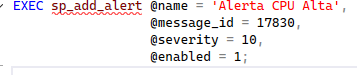 EXEC sp_add_alert @name = 'Alerta CPU Alta',
@message_id = 17830,
@severity = 10,
@enabled = 1;